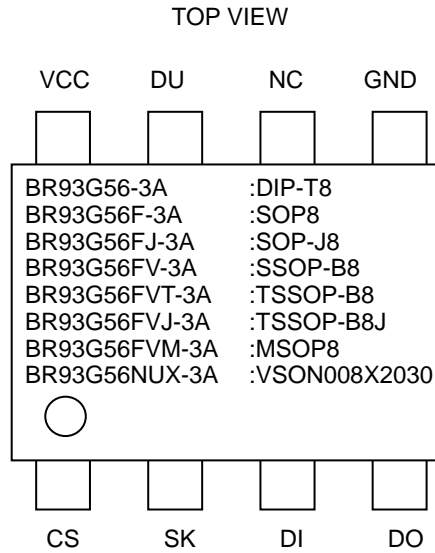 TOP VIEW
VCC DU NC GND
BR93G56-3A :DIP-T8
BR93G56F-3A :SOP8
BR93G56FJ-3A :SOP-J8
BR93G56FV-3A :SSOP-B8
BR93G56FVT-3A :TSSOP-B8
BR93G56FVJ-3A :TSSOP-B8J
BR93G56FVM-3A :MSOP8
BR93G56NUX-3A :VSON008X2030
CS SK DI DO